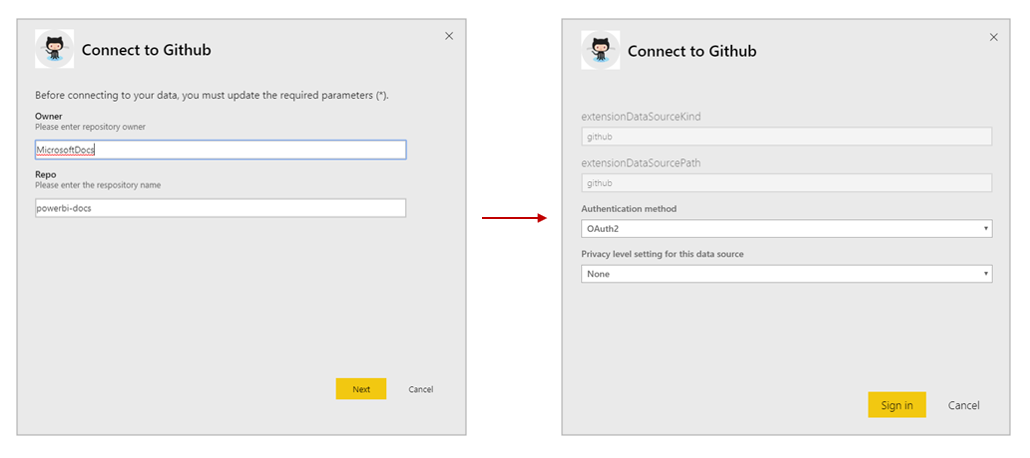 Connect to Github
Before connecting to your data, you must update the required parameters (*).
Owner
Please enter repository owner
MicrosoftDocs
Repo
Please enter the respository name
powerbi-docs
Next
Cancel
Connect to Github
extensionDataSourceKind
github
extensionDataSourcePath
github
Authentication method
OAuth2
Privacy level setting for this data source
None
Sign in
Cancel